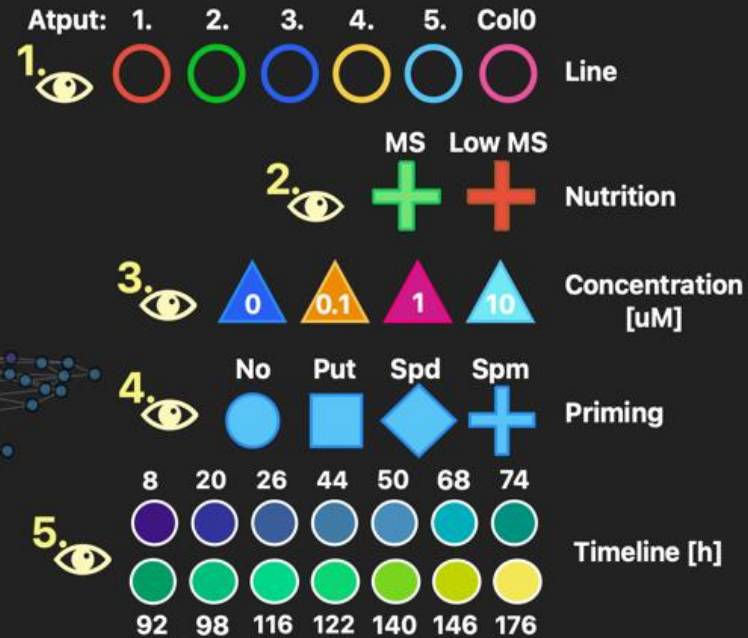 Atput: 1. 2. 3. 4. 5. Col0
1. Line
MS Low MS
2. Nutrition
3. 0 0.1 1 10 Concentration
[uM]
No Put Spd Spm
4. Priming
8 20 26 44 50 68 74
5. Timeline [h]
92 98 116 122 140 146 176